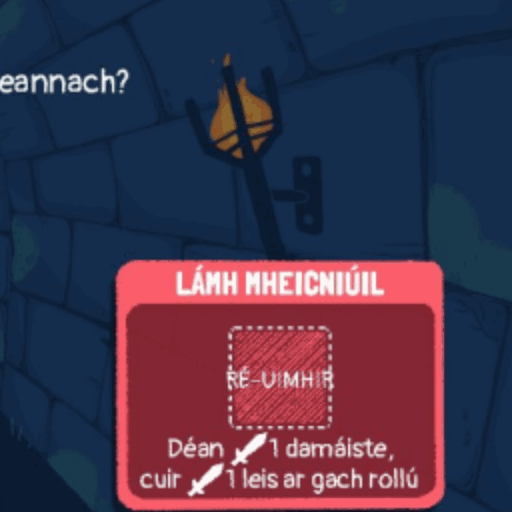 eannach?
LÁMH MHEICNIÚIL
RÉ-UIMHIR
Déan 1 damáiste,
cuir 1 leis ar gach rollú